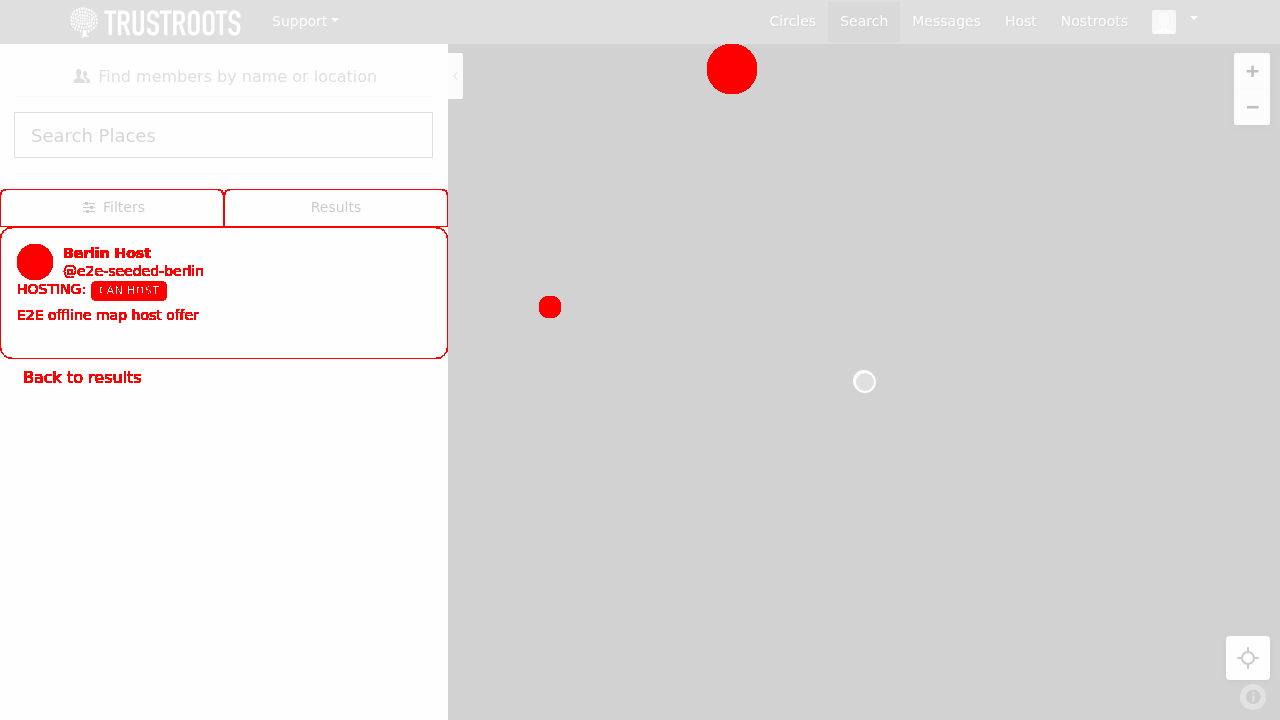 TRUSTROOTS
Support
Circles
Search
Messages
Host
Nostroots
Find members by name or location
Search Places
Filters
Results
Berlin Host
@e2e-seeded-berlin
HOSTING: CAN HOST
E2E offline map host offer
Back to results